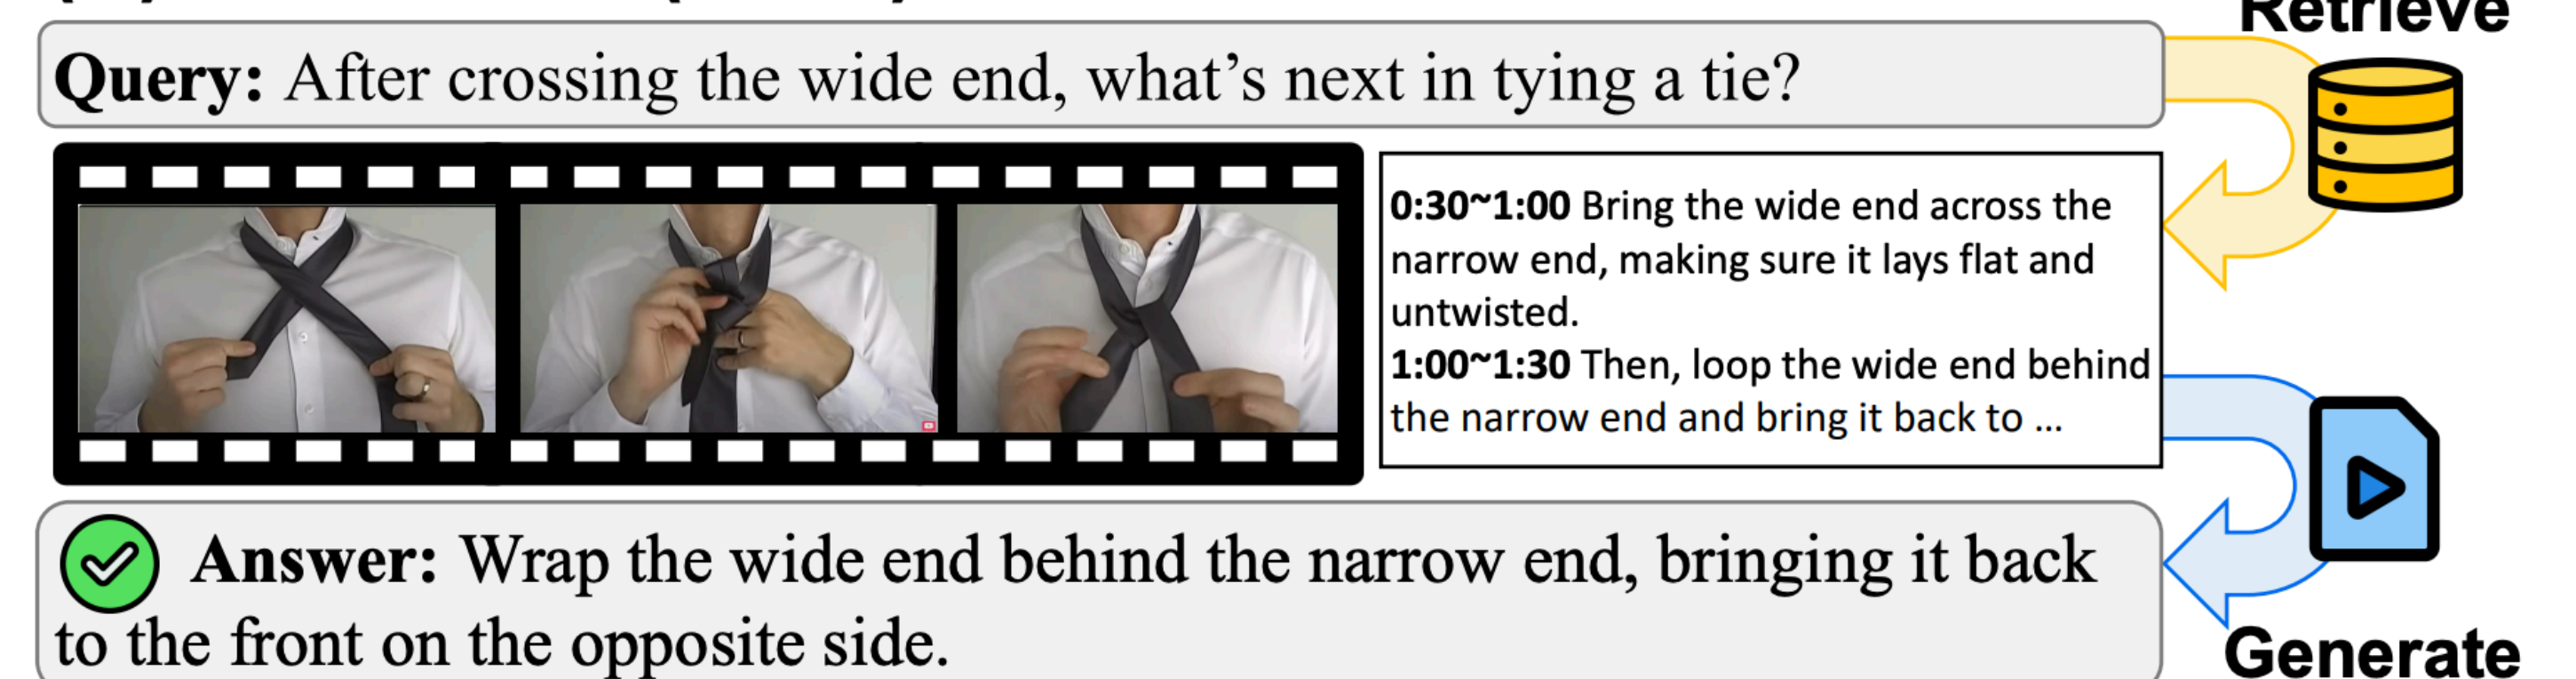 Retrieve
Query: After crossing the wide end, what’s next in tying a tie?
0:30~1:00 Bring the wide end across the
narrow end, making sure it lays flat and
untwisted.
1:00~1:30 Then, loop the wide end behind
the narrow end and bring it back to ...
Answer: Wrap the wide end behind the narrow end, bringing it back
to the front on the opposite side.
Generate